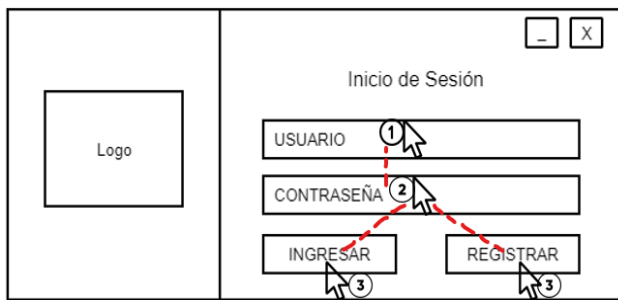 _ X
Inicio de Sesión
Logo
USUARIO 1
CONTRASEÑA 2
INGRESAR REGISTRAR
3 3